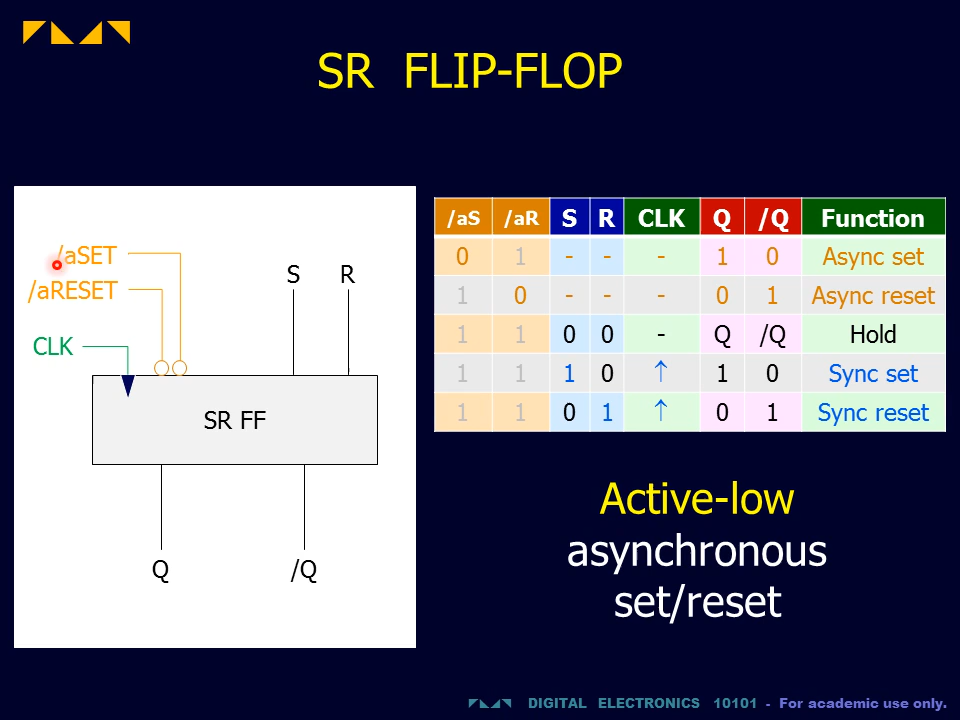 SR FLIP-FLOP
/aSET
/aRESET
S R
CLK
SR FF
Q /Q
/aS /aR S R CLK Q /Q Function
0 1 - - - 1 0 Async set
1 0 - - - 0 1 Async reset
1 1 0 0 - Q /Q Hold
1 1 1 0 ↑ 1 0 Sync set
1 1 0 1 ↑ 0 1 Sync reset
Active-low
asynchronous
set/reset
DIGITAL ELECTRONICS 10101 - For academic use only.